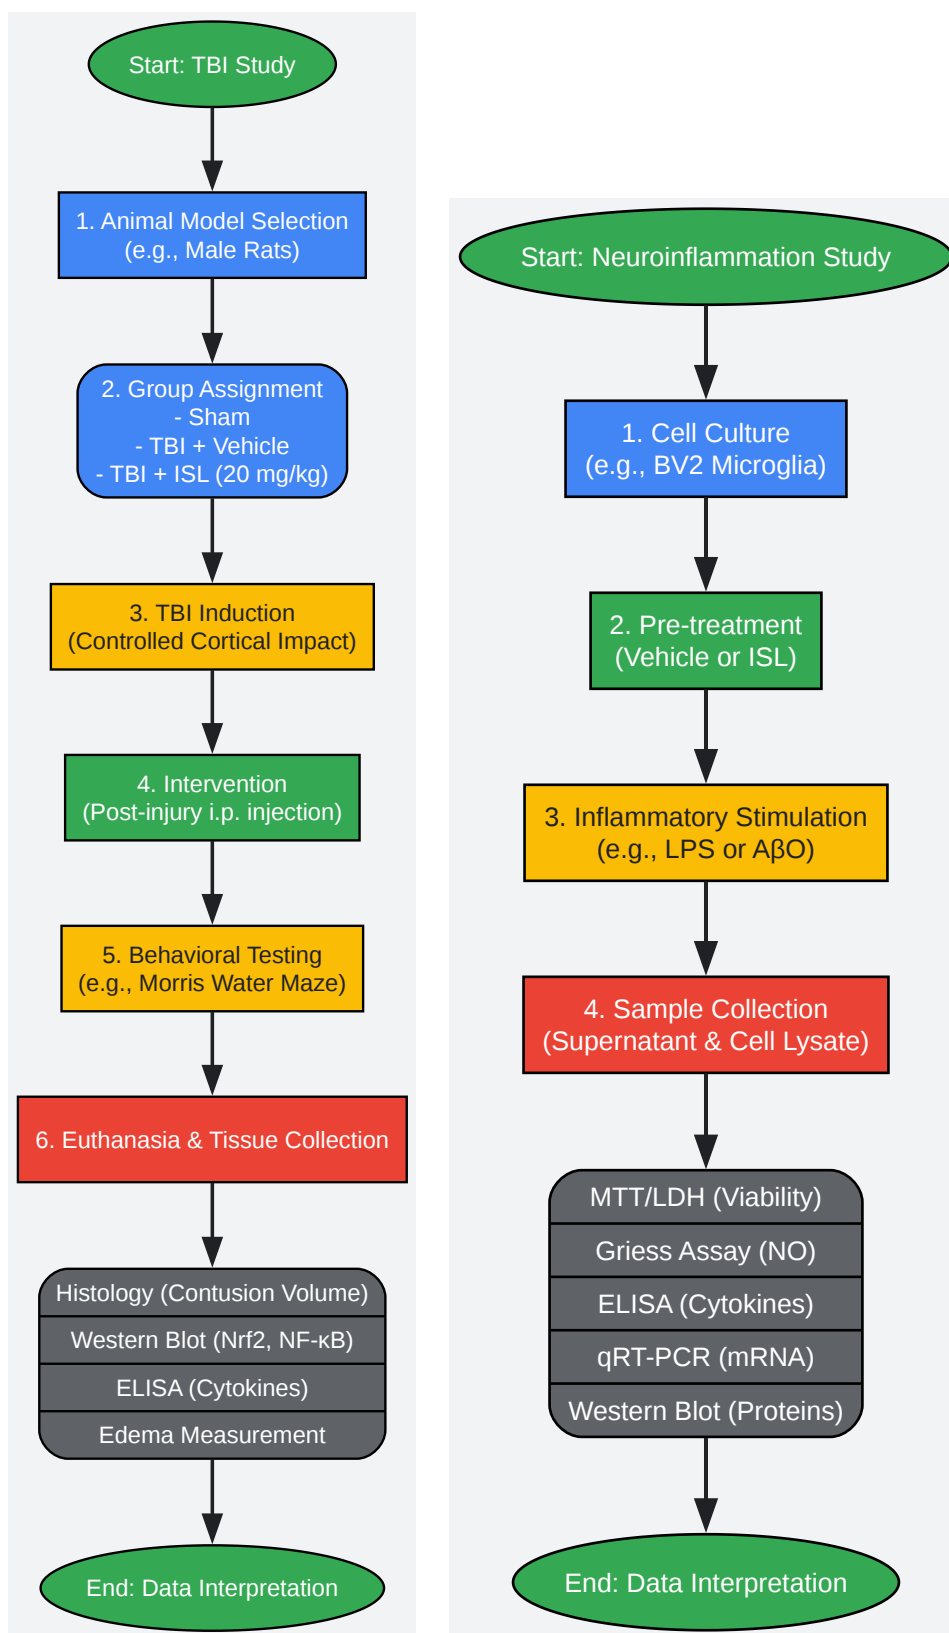 Start: TBI Study
1. Animal Model Selection
(e.g., Male Rats)
2. Group Assignment
- Sham
- TBI + Vehicle
- TBI + ISL (20 mg/kg)
3. TBI Induction
(Controlled Cortical Impact)
4. Intervention
(Post-injury i.p. injection)
5. Behavioral Testing
(e.g., Morris Water Maze)
6. Euthanasia & Tissue Collection
Histology (Contusion Volume)
Western Blot (Nrf2, NF-κB)
ELISA (Cytokines)
Edema Measurement
End: Data Interpretation
Start: Neuroinflammation Study
1. Cell Culture
(e.g., BV2 Microglia)
2. Pre-treatment
(Vehicle or ISL)
3. Inflammatory Stimulation
(e.g., LPS or AβO)
4. Sample Collection
(Supernatant & Cell Lysate)
MTT/LDH (Viability)
Griess Assay (NO)
ELISA (Cytokines)
qRT-PCR (mRNA)
Western Blot (Proteins)
End: Data Interpretation